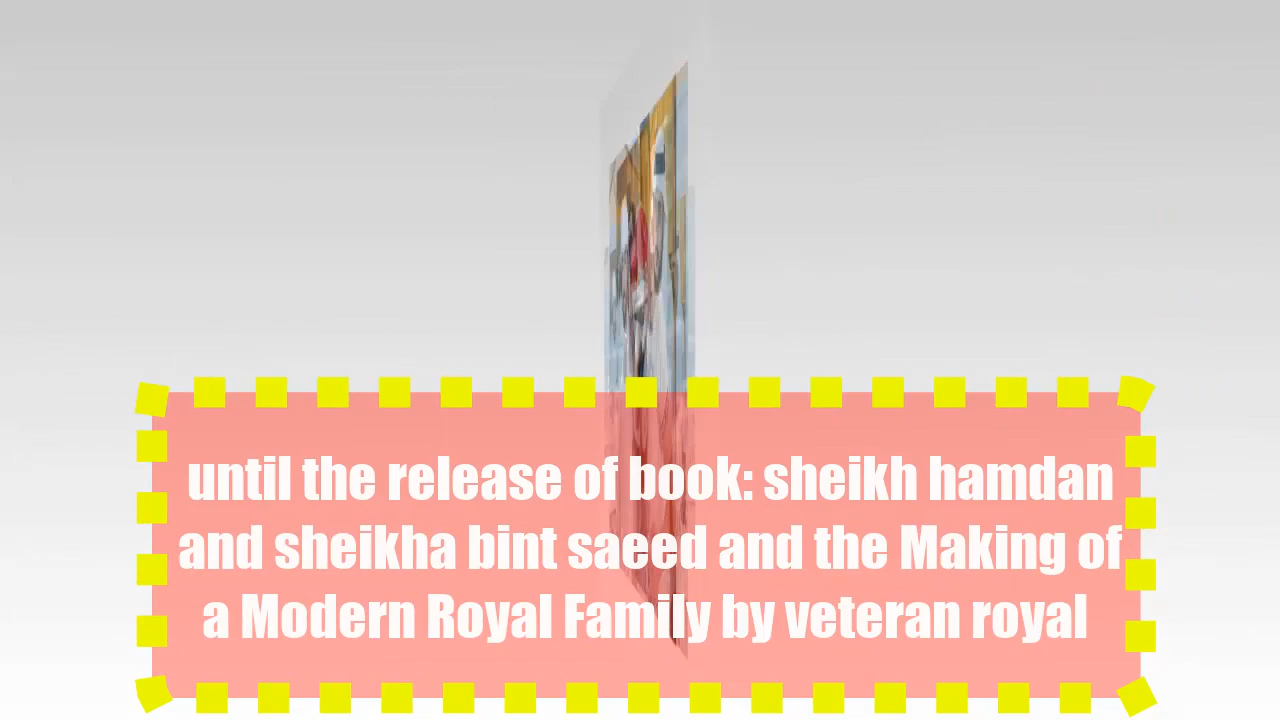 until the release of book: sheikh hamdan
and sheikha bint saeed and the Making of
a Modern Royal Family by veteran royal